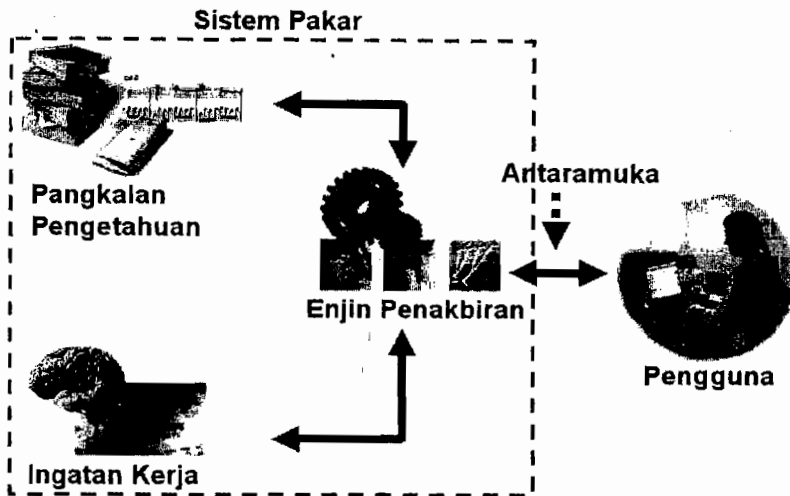 Sistem Pakar
Pangkalan
Pengetahuan
Antaramuka
Enjin Penakbiran
Pengguna
Ingatan Kerja